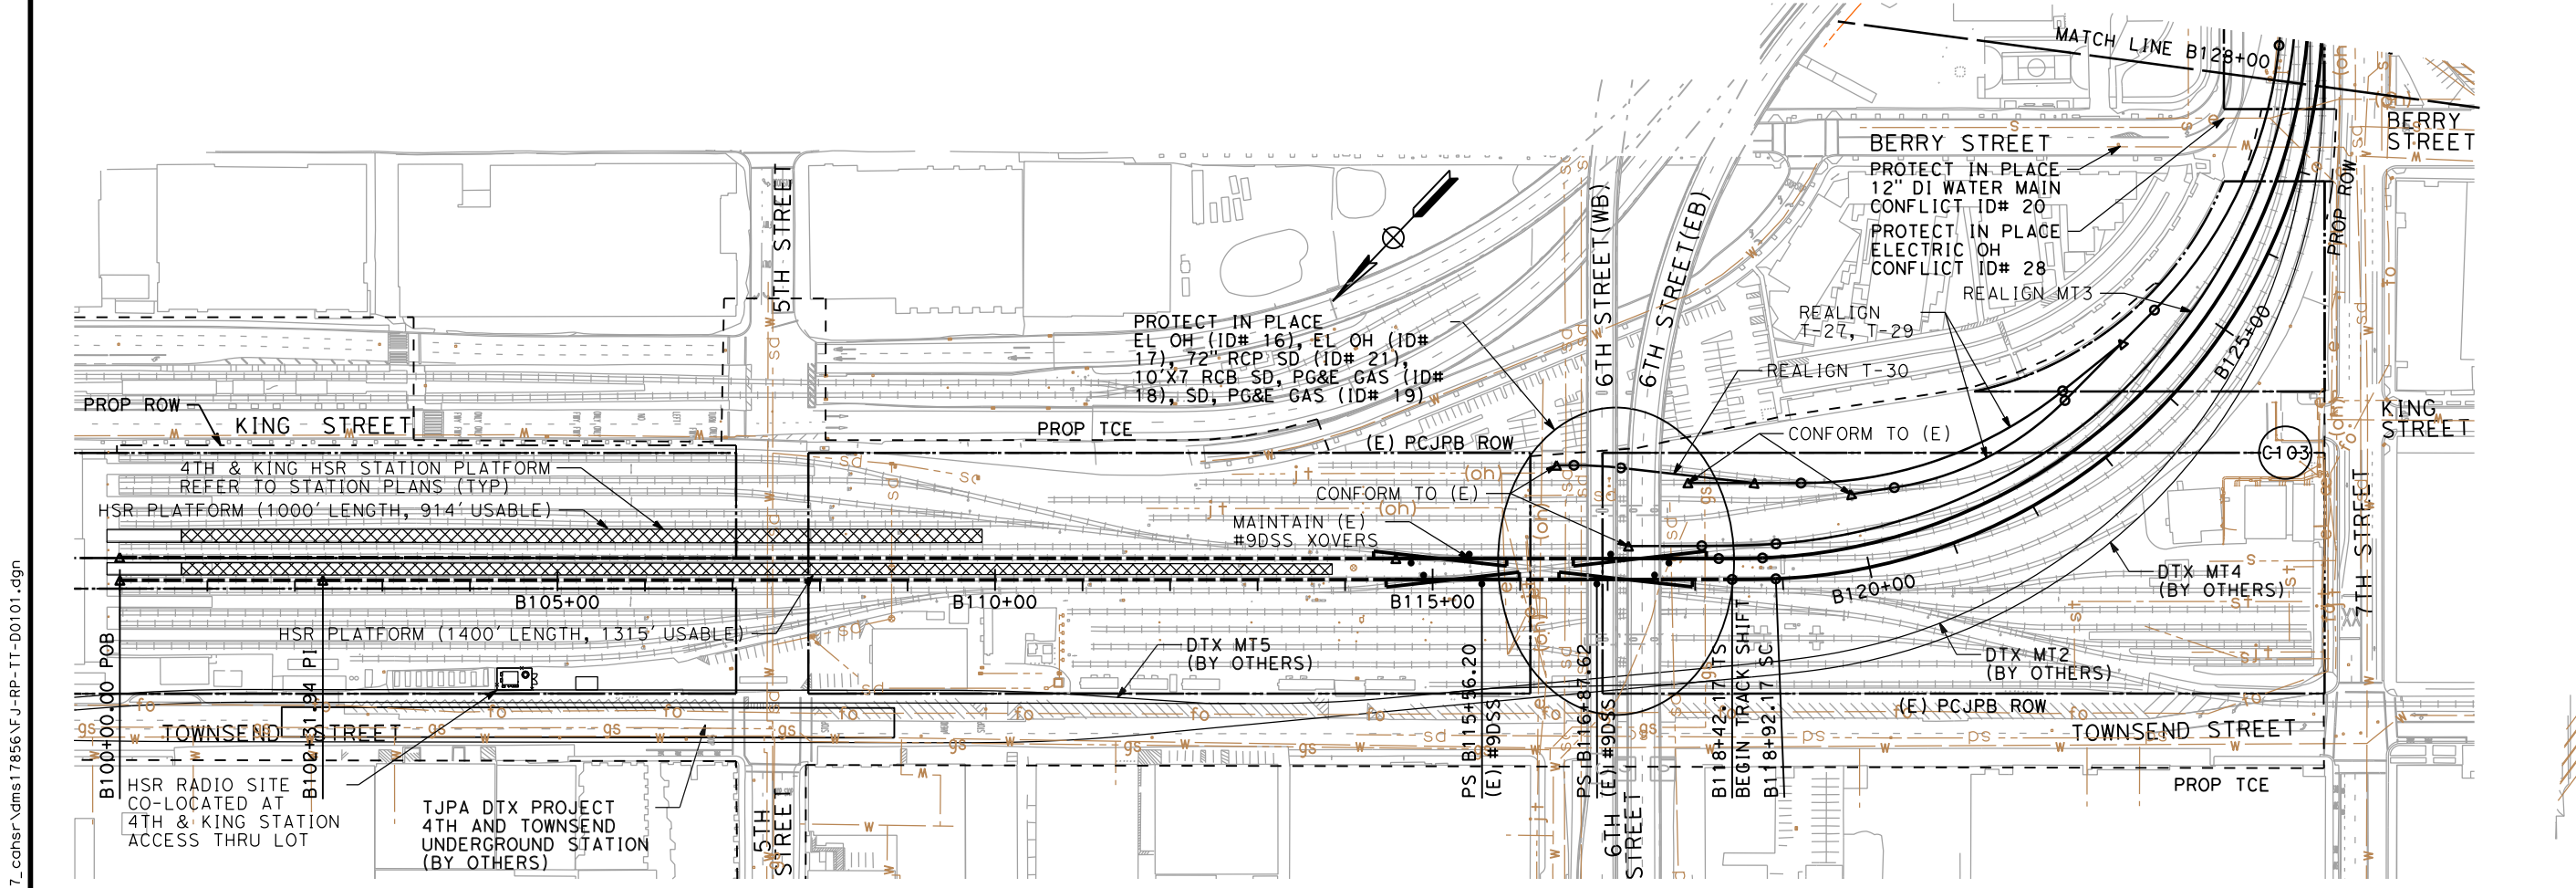 MATCH LINE B128+00
BERRY
STREET
BERRY STREET
PROTECT IN PLACE
12" DI WATER MAIN
CONFLICT ID# 20
PROTECT IN PLACE
ELECTRIC OH
CONFLICT ID# 28
PROP ROW
REALIGN MT3
REALIGN
T-27, T-29
REALIGN T-30
CONFORM TO (E)
B125+00
5TH STREET
6TH STREET(WB)
6TH STREET(EB)
PROTECT IN PLACE
EL OH (ID# 16), EL OH (ID#
17), 72" RCP SD (ID# 21),
10'X7 RCB SD, PG&E GAS (ID#
18), SD, PG&E GAS (ID# 19)
PROP ROW
KING STREET
PROP TCE
(E) PCJPB ROW
KING
STREET
C103
7TH STREET
4TH & KING HSR STATION PLATFORM
REFER TO STATION PLANS (TYP)
HSR PLATFORM (1000' LENGTH, 914' USABLE)
CONFORM TO (E)
MAINTAIN (E)
#9DSS XOVERS
B105+00
B110+00
B115+00
B120+00
HSR PLATFORM (1400' LENGTH, 1315' USABLE)
DTX MT5
(BY OTHERS)
DTX MT4
(BY OTHERS)
DTX MT2
(BY OTHERS)
(E) PCJPB ROW
TOWNSEND STREET
TOWNSEND STREET
PROP TCE
B100+00.00 POB
B102+31.94 PI
PS B115+56.20
(E) #9DSS
PS B116+87.62
(E) #9DSS
B118+42.17 TS
BEGIN TRACK SHIFT
B118+92.17 SC
HSR RADIO SITE
CO-LOCATED AT
4TH & KING STATION
ACCESS THRU LOT
TJPA DTX PROJECT
4TH AND TOWNSEND
UNDERGROUND STATION
(BY OTHERS)
5TH
STREET
6TH
STREET
7_cahsr\dms17856\FJ-RP-TT-D0101.dgn